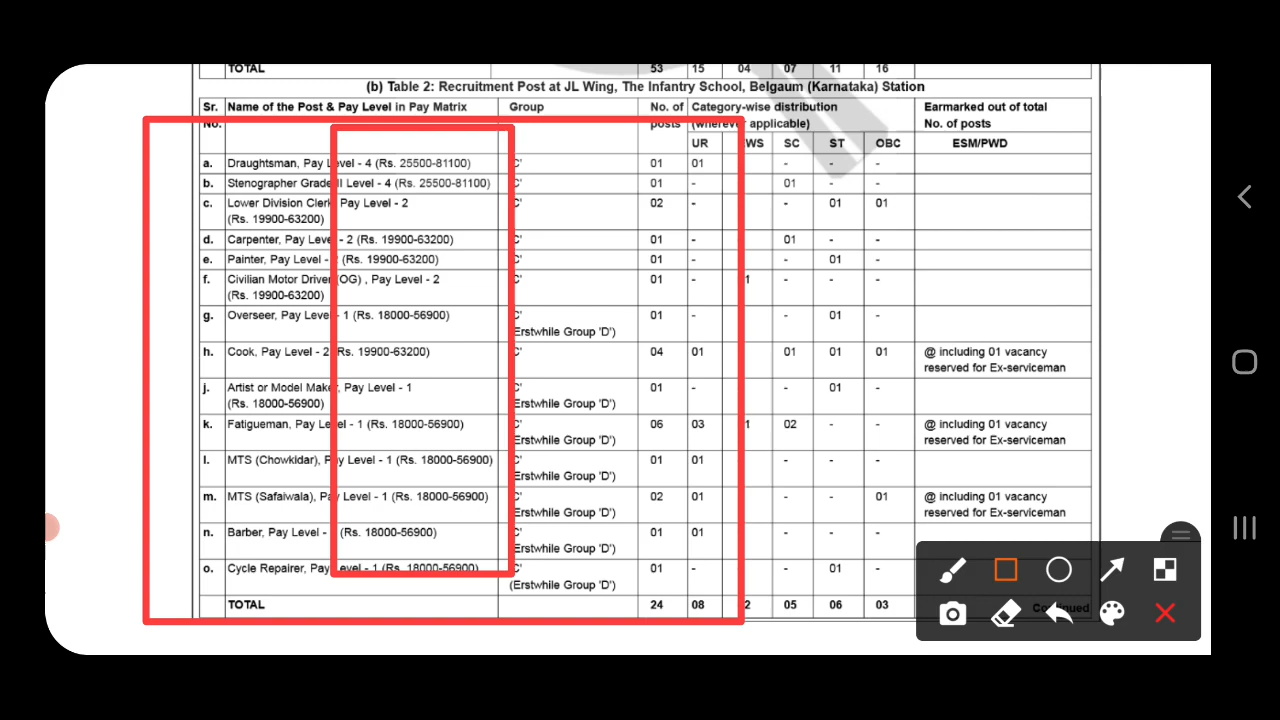 TOTAL 53 15 04 07 11 16
(b) Table 2: Recruitment Post at JL Wing, The Infantry School, Belgaum (Karnataka) Station
Sr. Name of the Post & Pay Level in Pay Matrix Group No. of Category-wise distribution Earmarked out of total
No. posts (wherever applicable) No. of posts
UR WS SC ST OBC ESM/PWD
a. Draughtsman, Pay Level - 4 (Rs. 25500-81100) C' 01 01 - - -
b. Stenographer Grade II Level - 4 (Rs. 25500-81100) C' 01 - 01 - -
c. Lower Division Clerk, Pay Level - 2 C' 02 - - 01 01
(Rs. 19900-63200)
d. Carpenter, Pay Level - 2 (Rs. 19900-63200) C' 01 - 01 - -
e. Painter, Pay Level - (Rs. 19900-63200) C' 01 - - 01 -
f. Civilian Motor Driver (OG) , Pay Level - 2 C' 01 - 1 - - -
(Rs. 19900-63200)
g. Overseer, Pay Level - 1 (Rs. 18000-56900) C' 01 - - 01 -
Erstwhile Group 'D')
h. Cook, Pay Level - 2 (Rs. 19900-63200) C' 04 01 01 01 01 @ including 01 vacancy
reserved for Ex-serviceman
j. Artist or Model Maker, Pay Level - 1 C' 01 - - 01 -
(Rs. 18000-56900) Erstwhile Group 'D')
k. Fatigueman, Pay Level - 1 (Rs. 18000-56900) C' 06 03 1 02 - - @ including 01 vacancy
Erstwhile Group 'D') reserved for Ex-serviceman
l. MTS (Chowkidar), Pay Level - 1 (Rs. 18000-56900) C' 01 01 - - -
Erstwhile Group 'D')
m. MTS (Safaiwala), Pay Level - 1 (Rs. 18000-56900) C' 02 01 - - 01 @ including 01 vacancy
Erstwhile Group 'D') reserved for Ex-serviceman
n. Barber, Pay Level - (Rs. 18000-56900) C' 01 01 - - -
Erstwhile Group 'D')
o. Cycle Repairer, Pay Level - 1 (Rs. 18000-56900) C' 01 - - 01 -
(Erstwhile Group 'D')
TOTAL 24 08 2 05 06 03